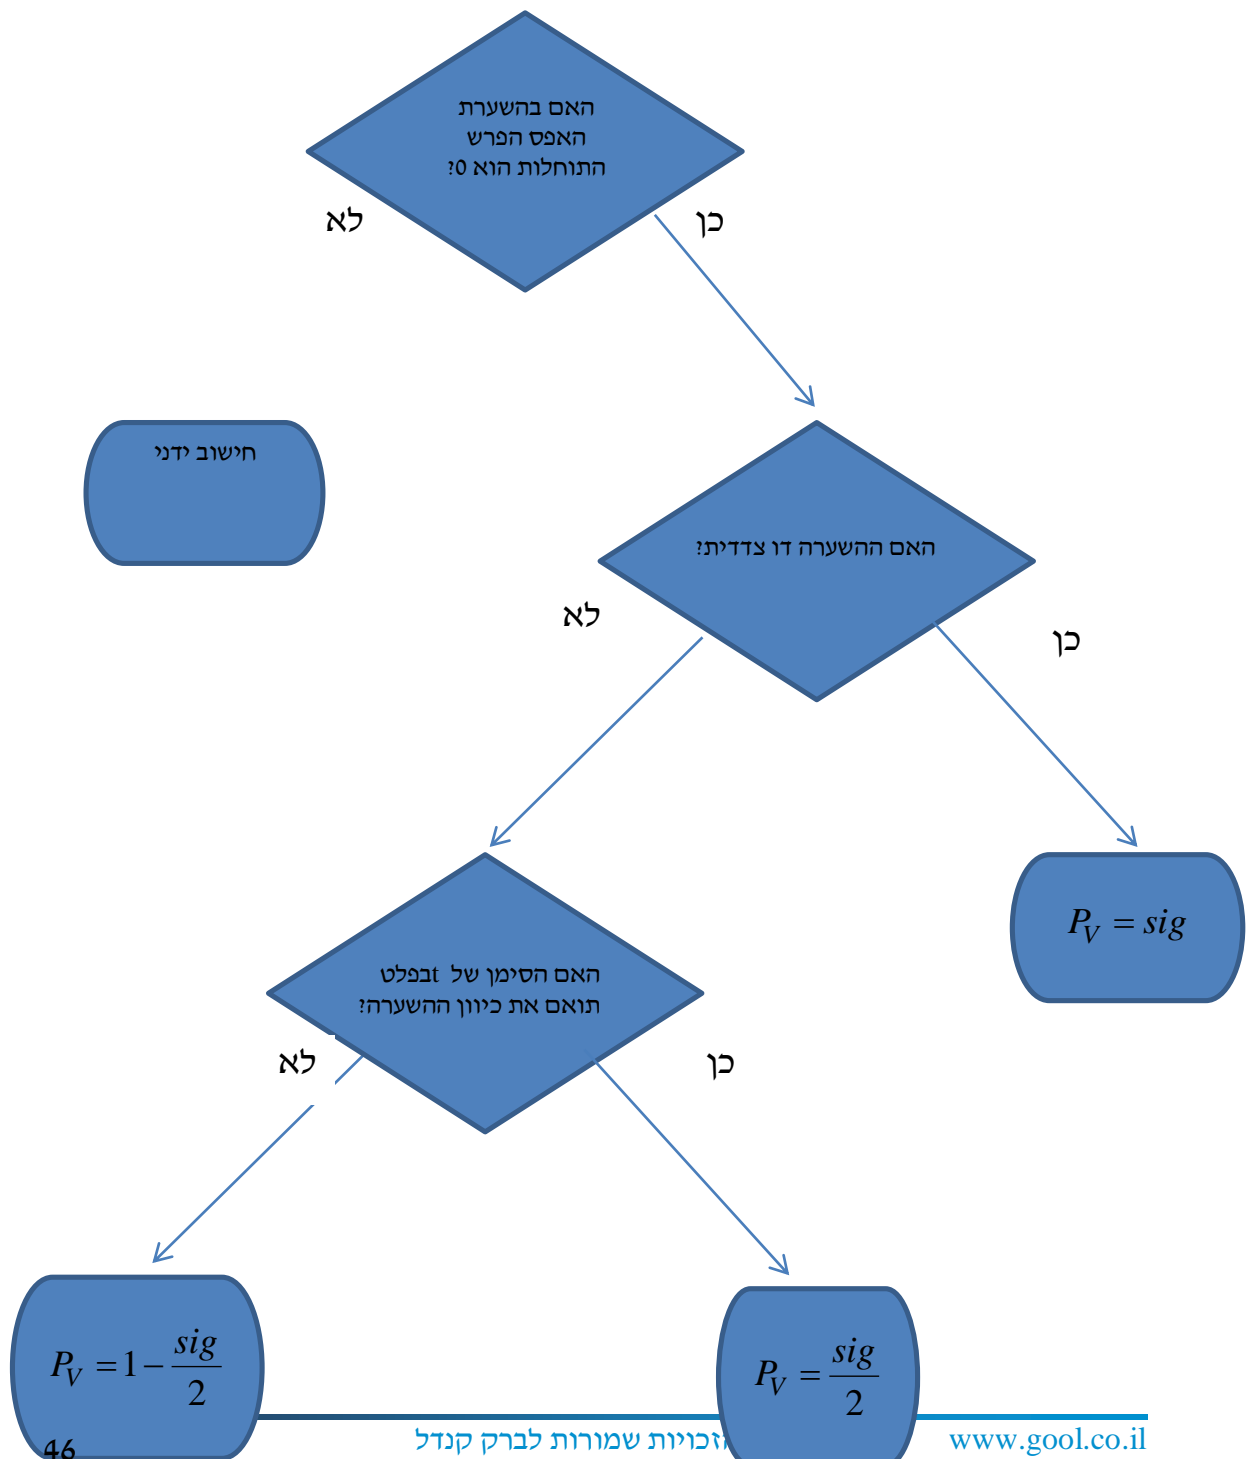 האם בהשערת
האפס הפרש
התוחלות הוא 0?
לא
כן
חישוב ידני
האם ההשערה דו צדדית?
לא
כן
P_V = sig
האם הסימן של tבפלט
תואם את כיוון ההשערה?
לא
כן
P_V = 1 - sig/2
P_V = sig/2
46
הזכויות שמורות לברק קנדל
www.gool.co.il